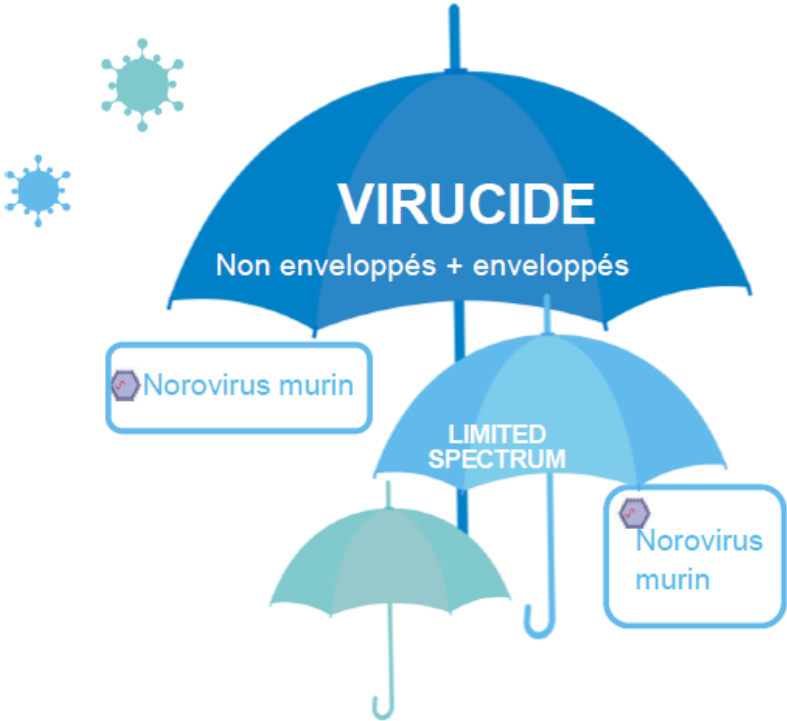 VIRUCIDE
Non enveloppés + enveloppés
Norovirus murin
LIMITED
SPECTRUM
Norovirus
murin